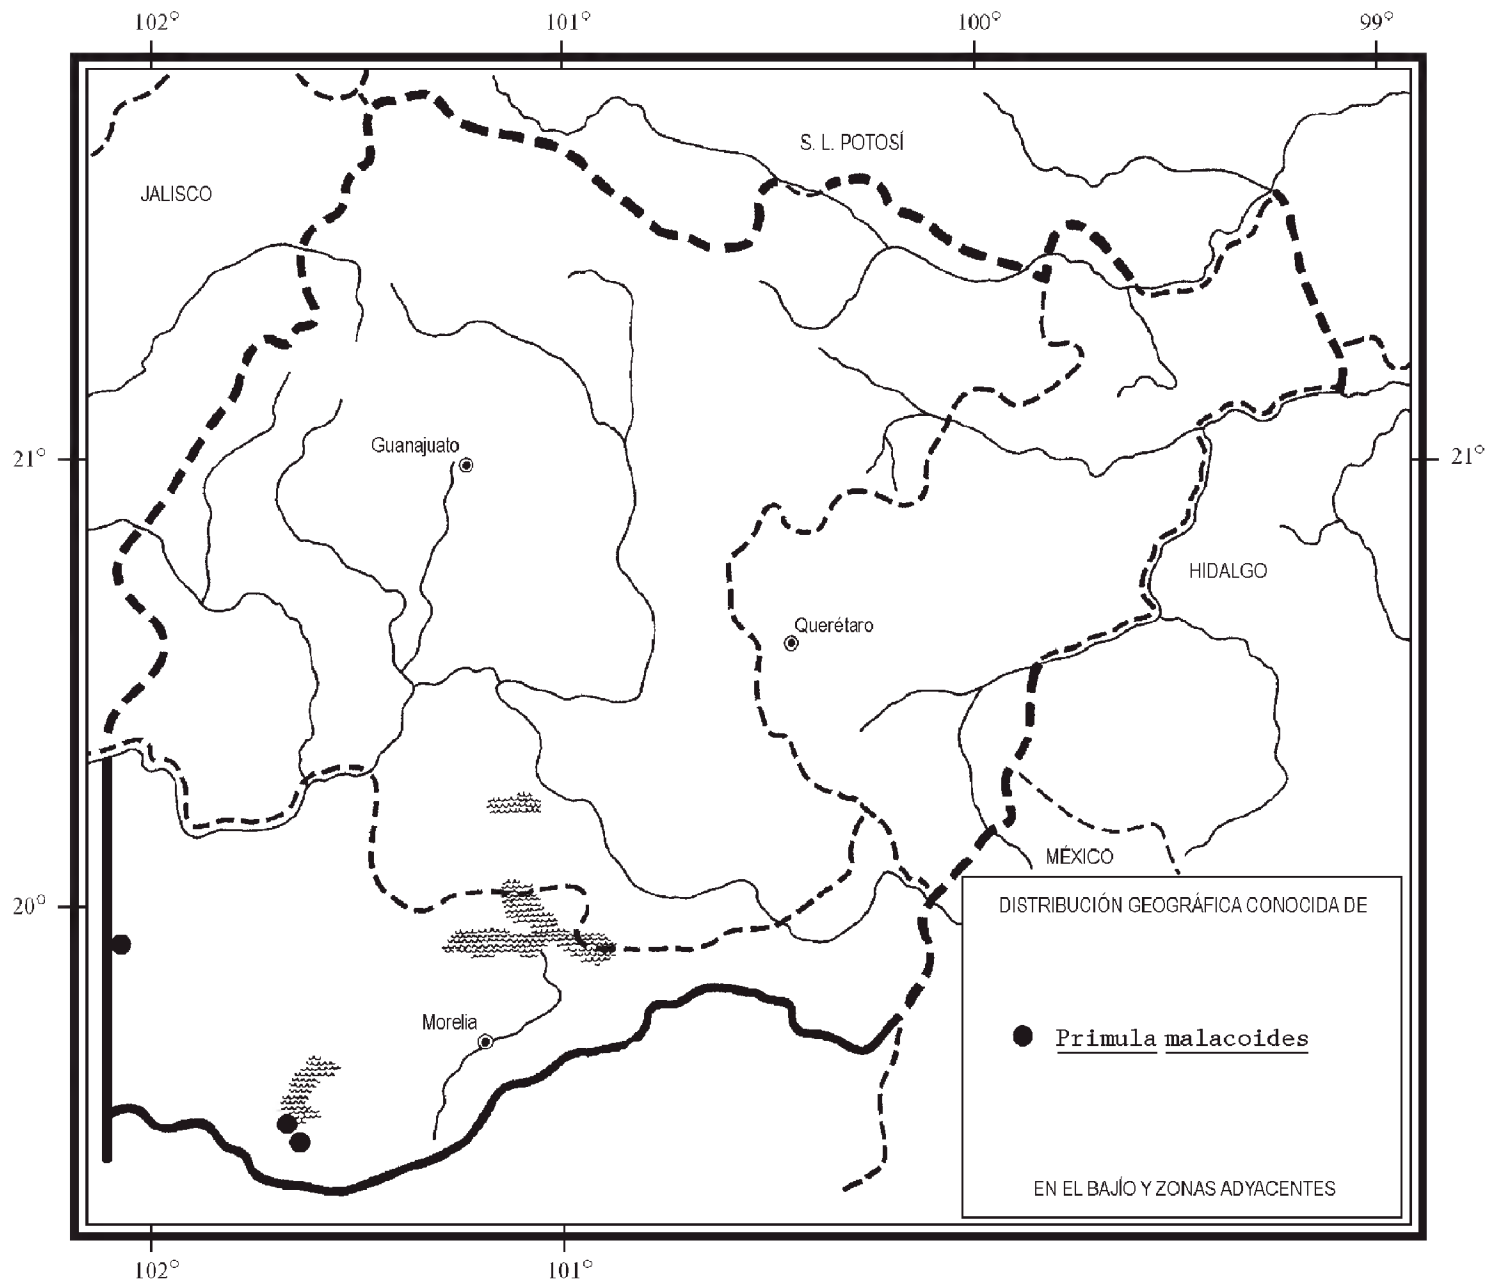 102° 101° 100° 99°
S. L. POTOSÍ
JALISCO
Guanajuato
21° 21°
HIDALGO
Querétaro
MÉXICO
20°
DISTRIBUCIÓN GEOGRÁFICA CONOCIDA DE
Morelia
Primula malacoides
EN EL BAJÍO Y ZONAS ADYACENTES
102° 101°